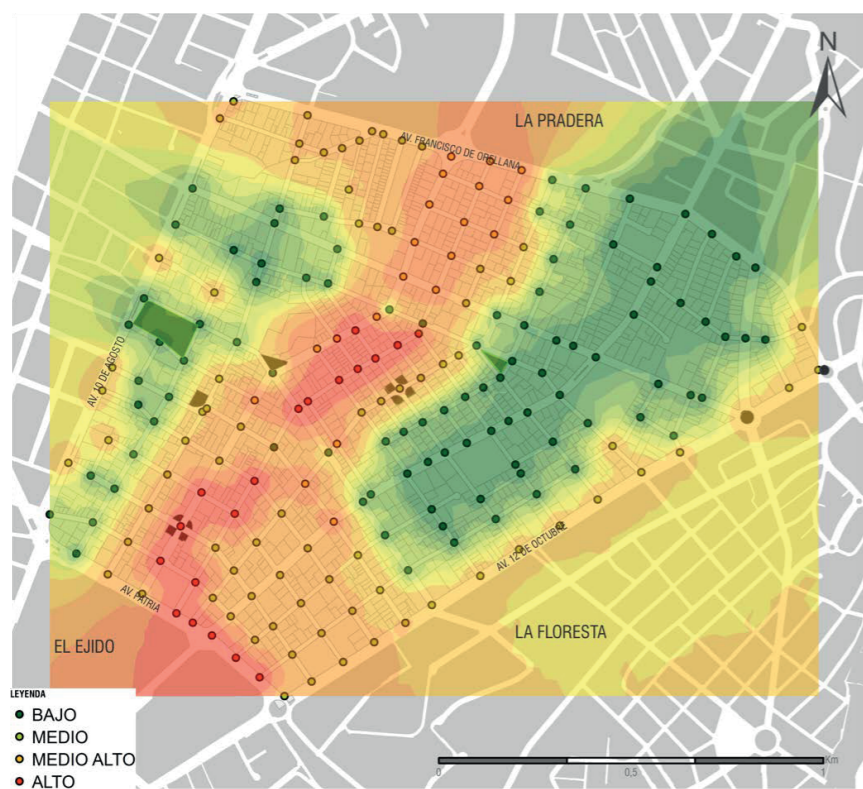 N
LA PRADERA
AV. FRANCISCO DE ORELLANA
AV. 10 DE AGOSTO
AV. 12 DE OCTUBRE
AV. PATRIA
EL EJIDO
LA FLORESTA
LEYENDA
BAJO
MEDIO
MEDIO ALTO
ALTO
Km
0
0,5
1